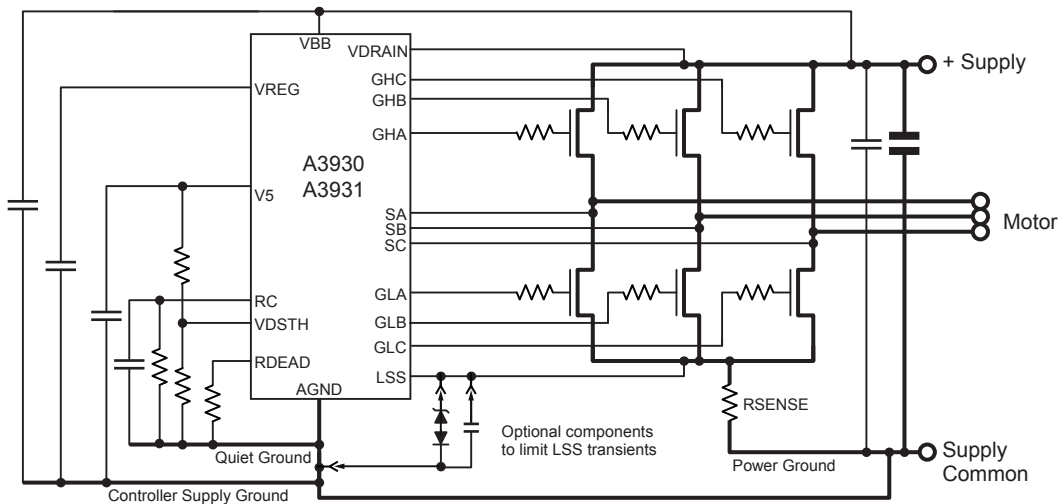 VBB
VDRAIN
+ Supply
GHC
VREG
GHB
GHA
A3930
A3931
V5
SA
SB
SC
Motor
GLA
RC
GLB
VDSTH
GLC
RDEAD
LSS
AGND
RSENSE
Optional components
to limit LSS transients
Quiet Ground
Power Ground
Supply
Common
Controller Supply Ground